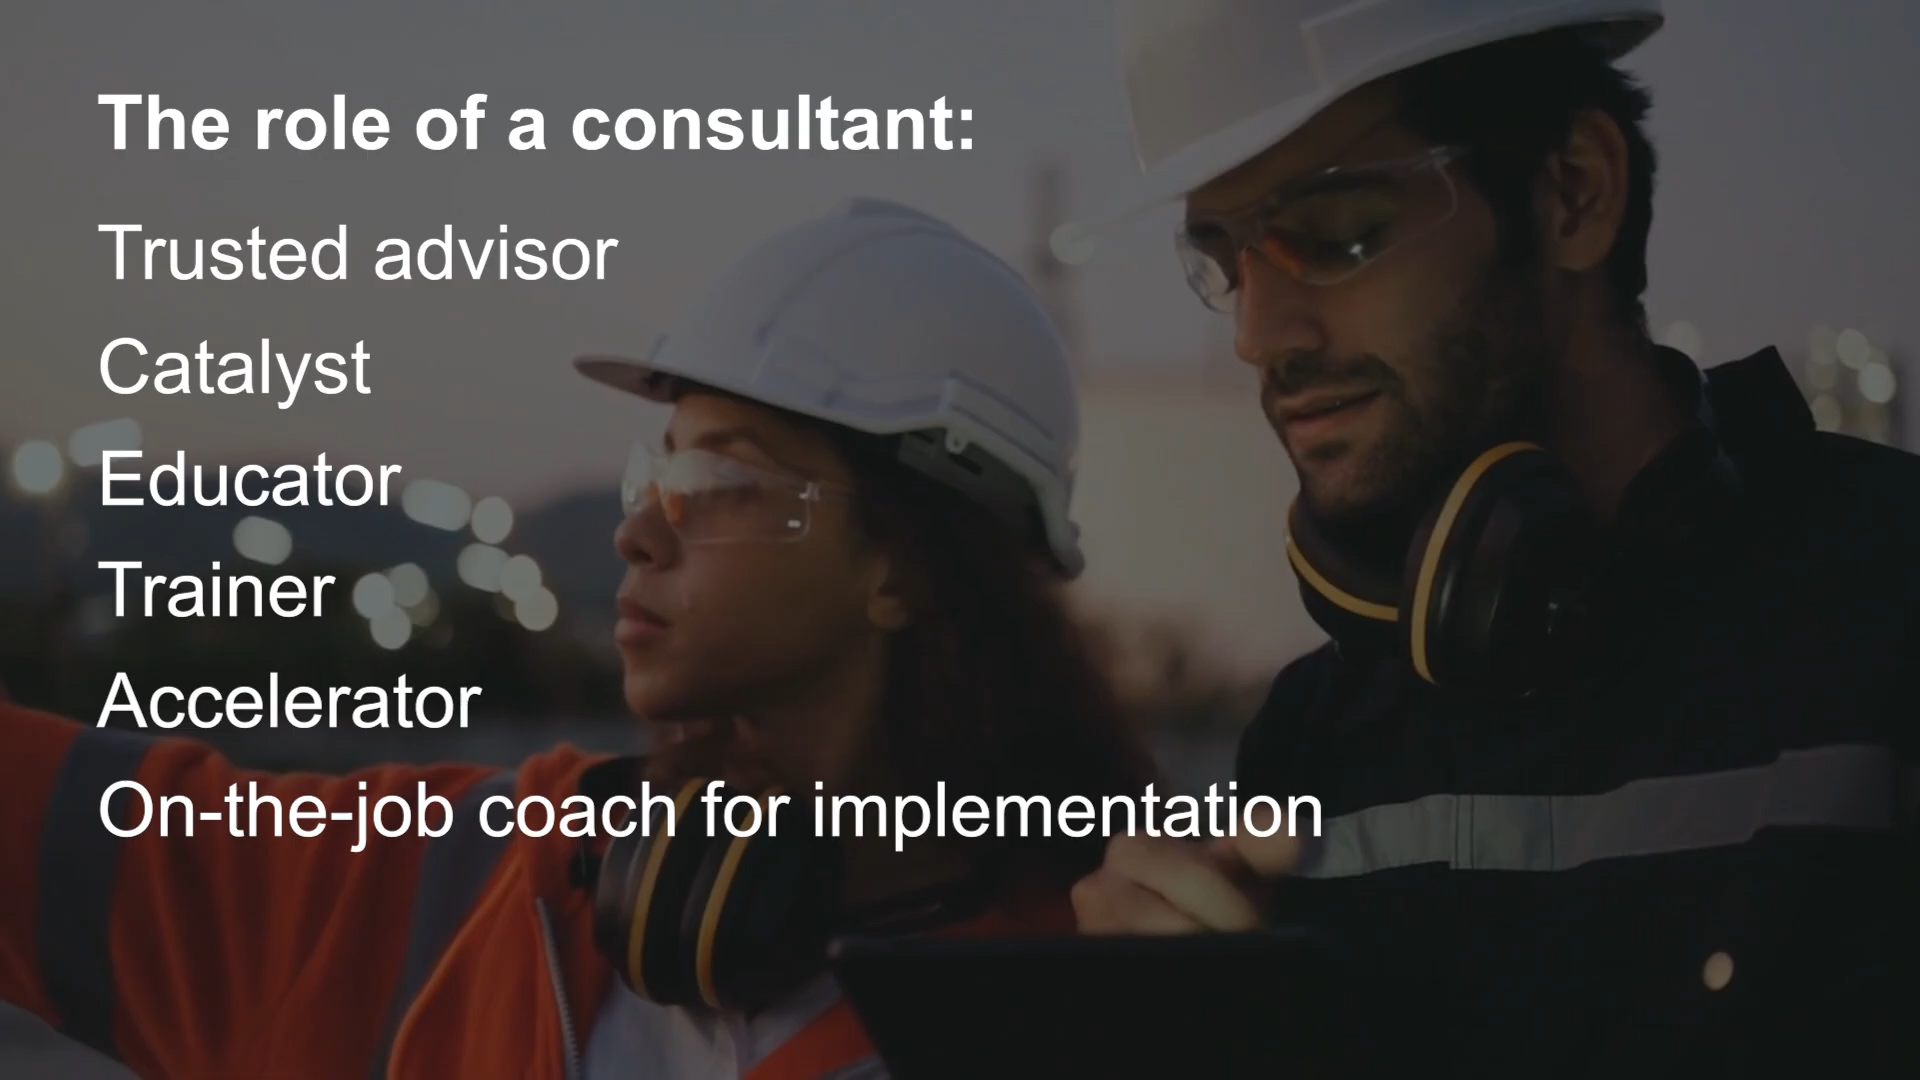 The role of a consultant:
Trusted advisor
Catalyst
Educator
Trainer
Accelerator
On-the-job coach for implementation